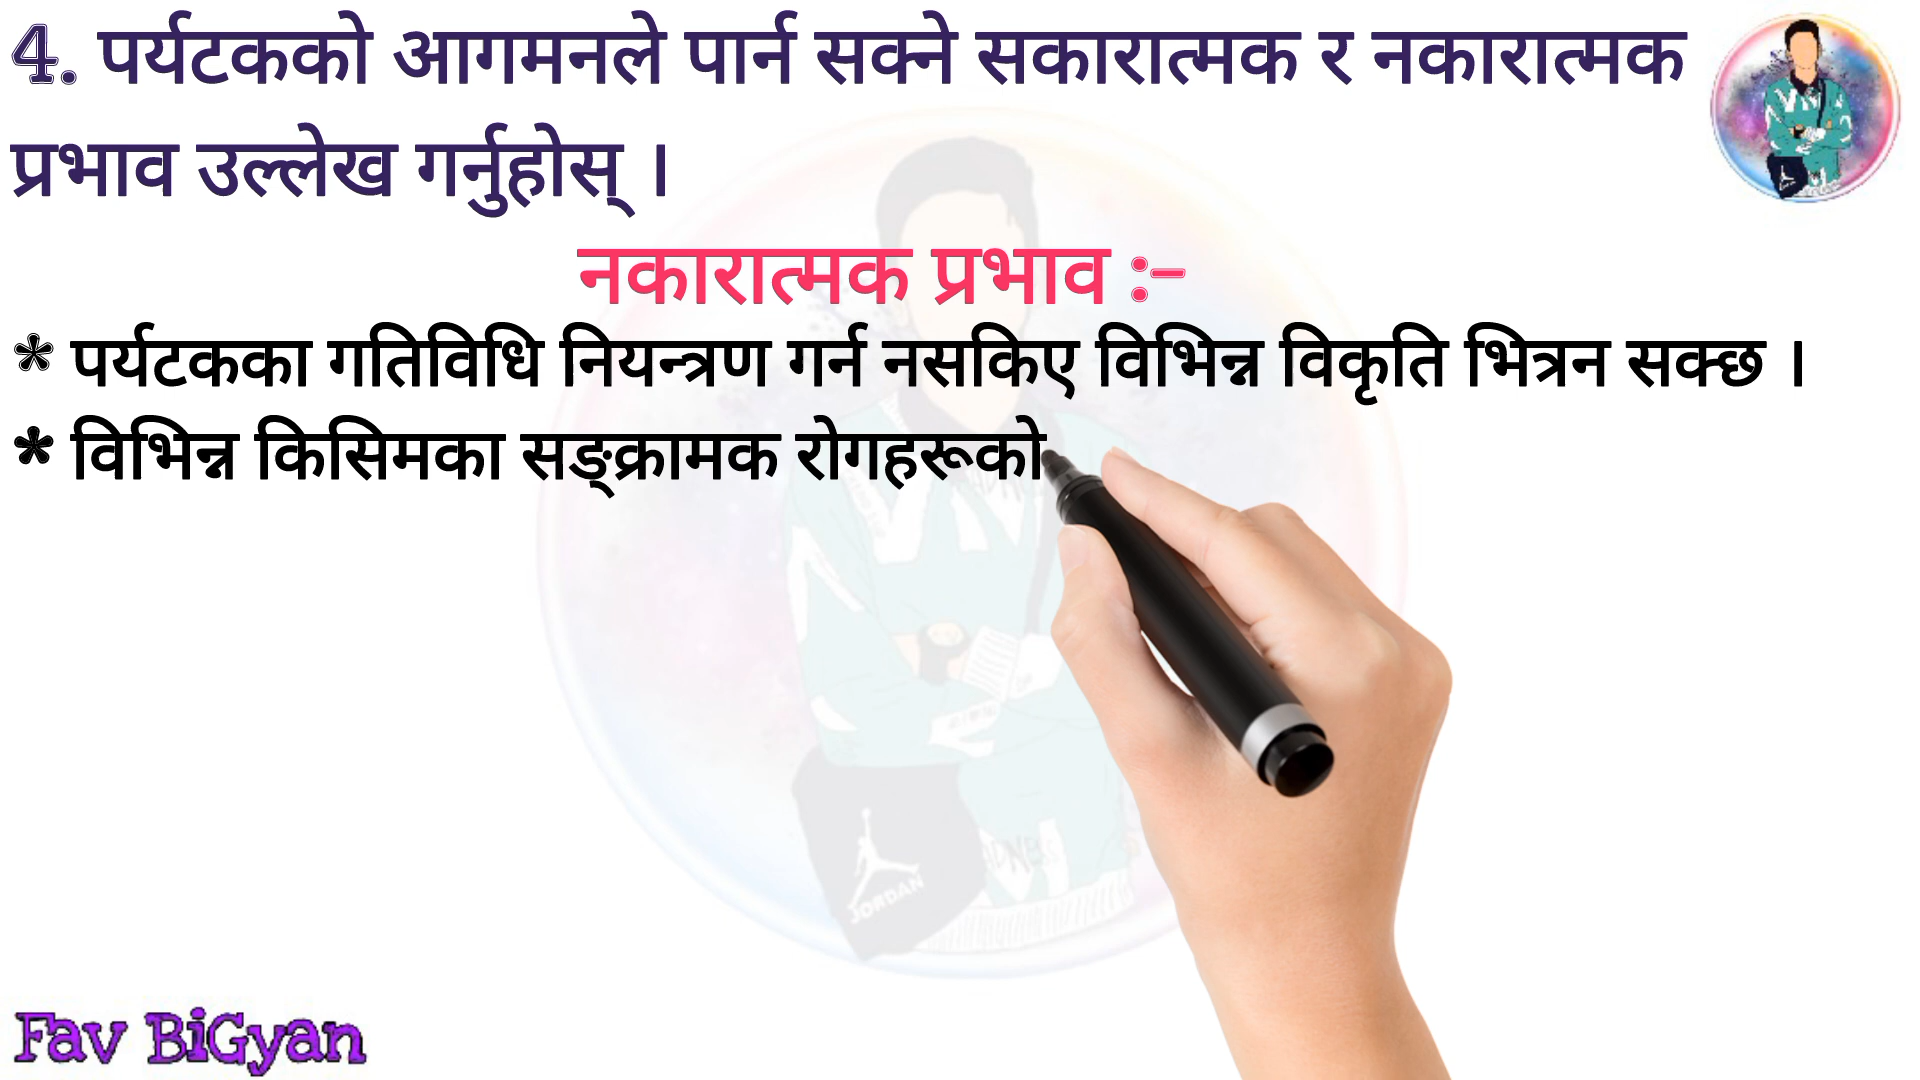 4. पर्यटकको आगमनले पार्न सक्ने सकारात्मक र नकारात्मक
प्रभाव उल्लेख गर्नुहोस् ।
नकारात्मक प्रभाव :-
* पर्यटकका गतिविधि नियन्त्रण गर्न नसकिए विभिन्न विकृति भित्रन सक्छ ।
* विभिन्न किसिमका सङ्क्रामक रोगहरूको
JORDAN
Fav BiGyan